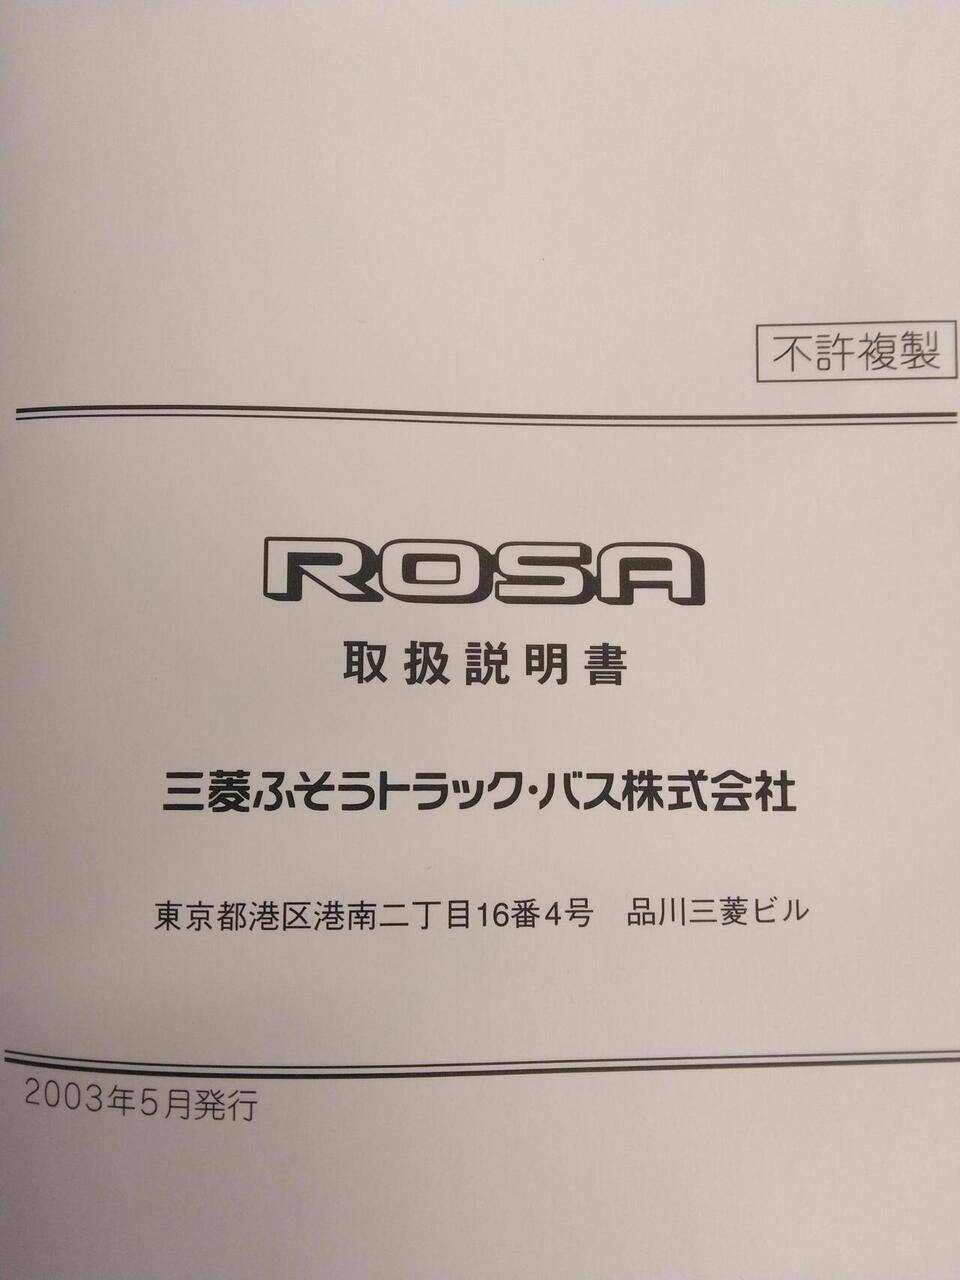 不許複製
ROSA
取扱説明書
三菱ふそうトラック・バス株式会社
東京都港区港南二丁目16番4号　品川三菱ビル
2003年5月発行